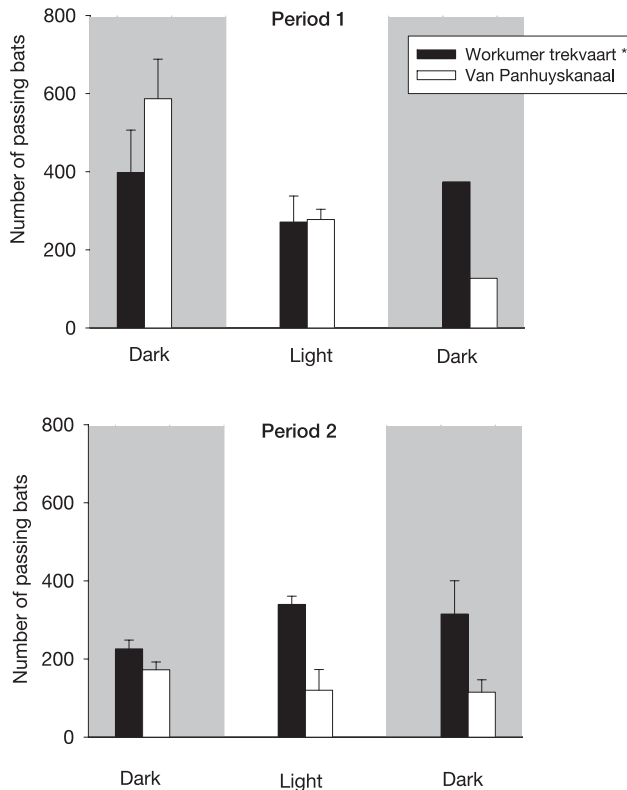 Period 1
Workumer trekvaart *
Van Panhuyskanaal
Number of passing bats
800
600
400
200
0
Dark
Light
Dark
Period 2
Number of passing bats
800
600
400
200
0
Dark
Light
Dark